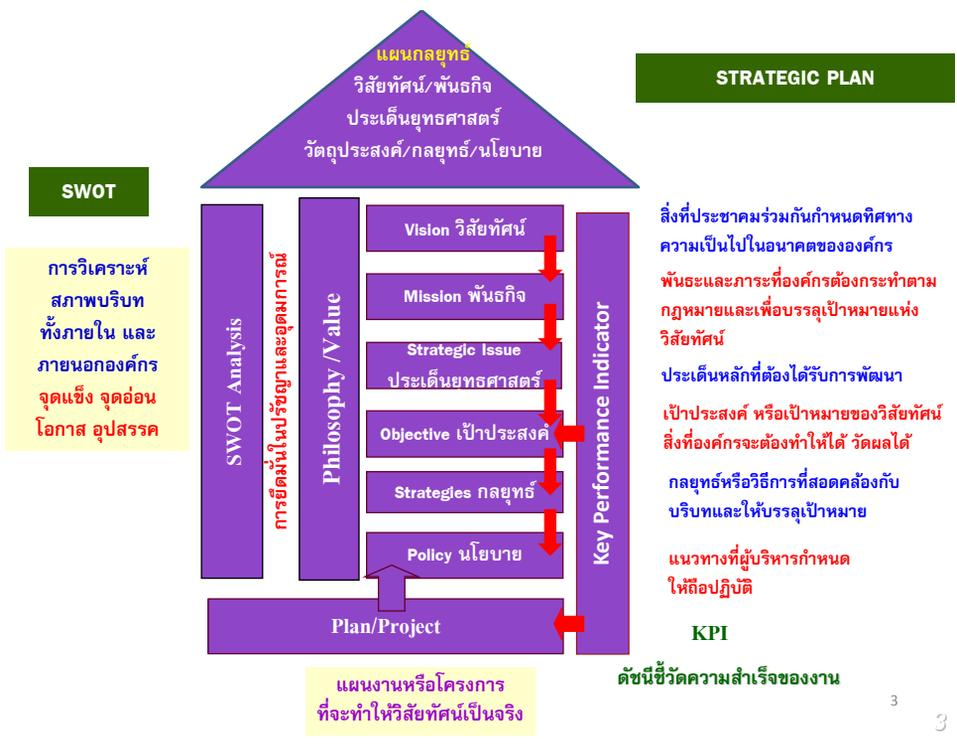 แผนกลยุทธ์
วิสัยทัศน์/พันธกิจ
ประเด็นยุทธศาสตร์
วัตถุประสงค์/กลยุทธ์/นโยบาย
STRATEGIC PLAN
SWOT
การวิเคราะห์
สภาพบริบท
ทั้งภายใน และ
ภายนอกองค์กร
จุดแข็ง จุดอ่อน
โอกาส อุปสรรค
SWOT Analysis
การยึดมั่นในปรัชญาและอุดมการณ์
Philosophy /Value
Vision วิสัยทัศน์
Mission พันธกิจ
Strategic Issue
ประเด็นยุทธศาสตร์
Objective เป้าประสงค์
Strategies กลยุทธ์
Policy นโยบาย
Plan/Project
Key Performance Indicator
สิ่งที่ประชาคมร่วมกันกำหนดทิศทาง
ความเป็นไปในอนาคตขององค์กร
พันธะและภาระที่องค์กรต้องกระทำตาม
กฎหมายและเพื่อบรรลุเป้าหมายแห่ง
วิสัยทัศน์
ประเด็นหลักที่ต้องได้รับการพัฒนา
เป้าประสงค์ หรือเป้าหมายของวิสัยทัศน์
สิ่งที่องค์กรจะต้องทำให้ได้ วัดผลได้
กลยุทธ์หรือวิธีการที่สอดคล้องกับ
บริบทและให้บรรลุเป้าหมาย
แนวทางที่ผู้บริหารกำหนด
ให้ถือปฏิบัติ
KPI
ดัชนีชี้วัดความสำเร็จของงาน
แผนงานหรือโครงการ
ที่จะทำให้วิสัยทัศน์เป็นจริง
3
3